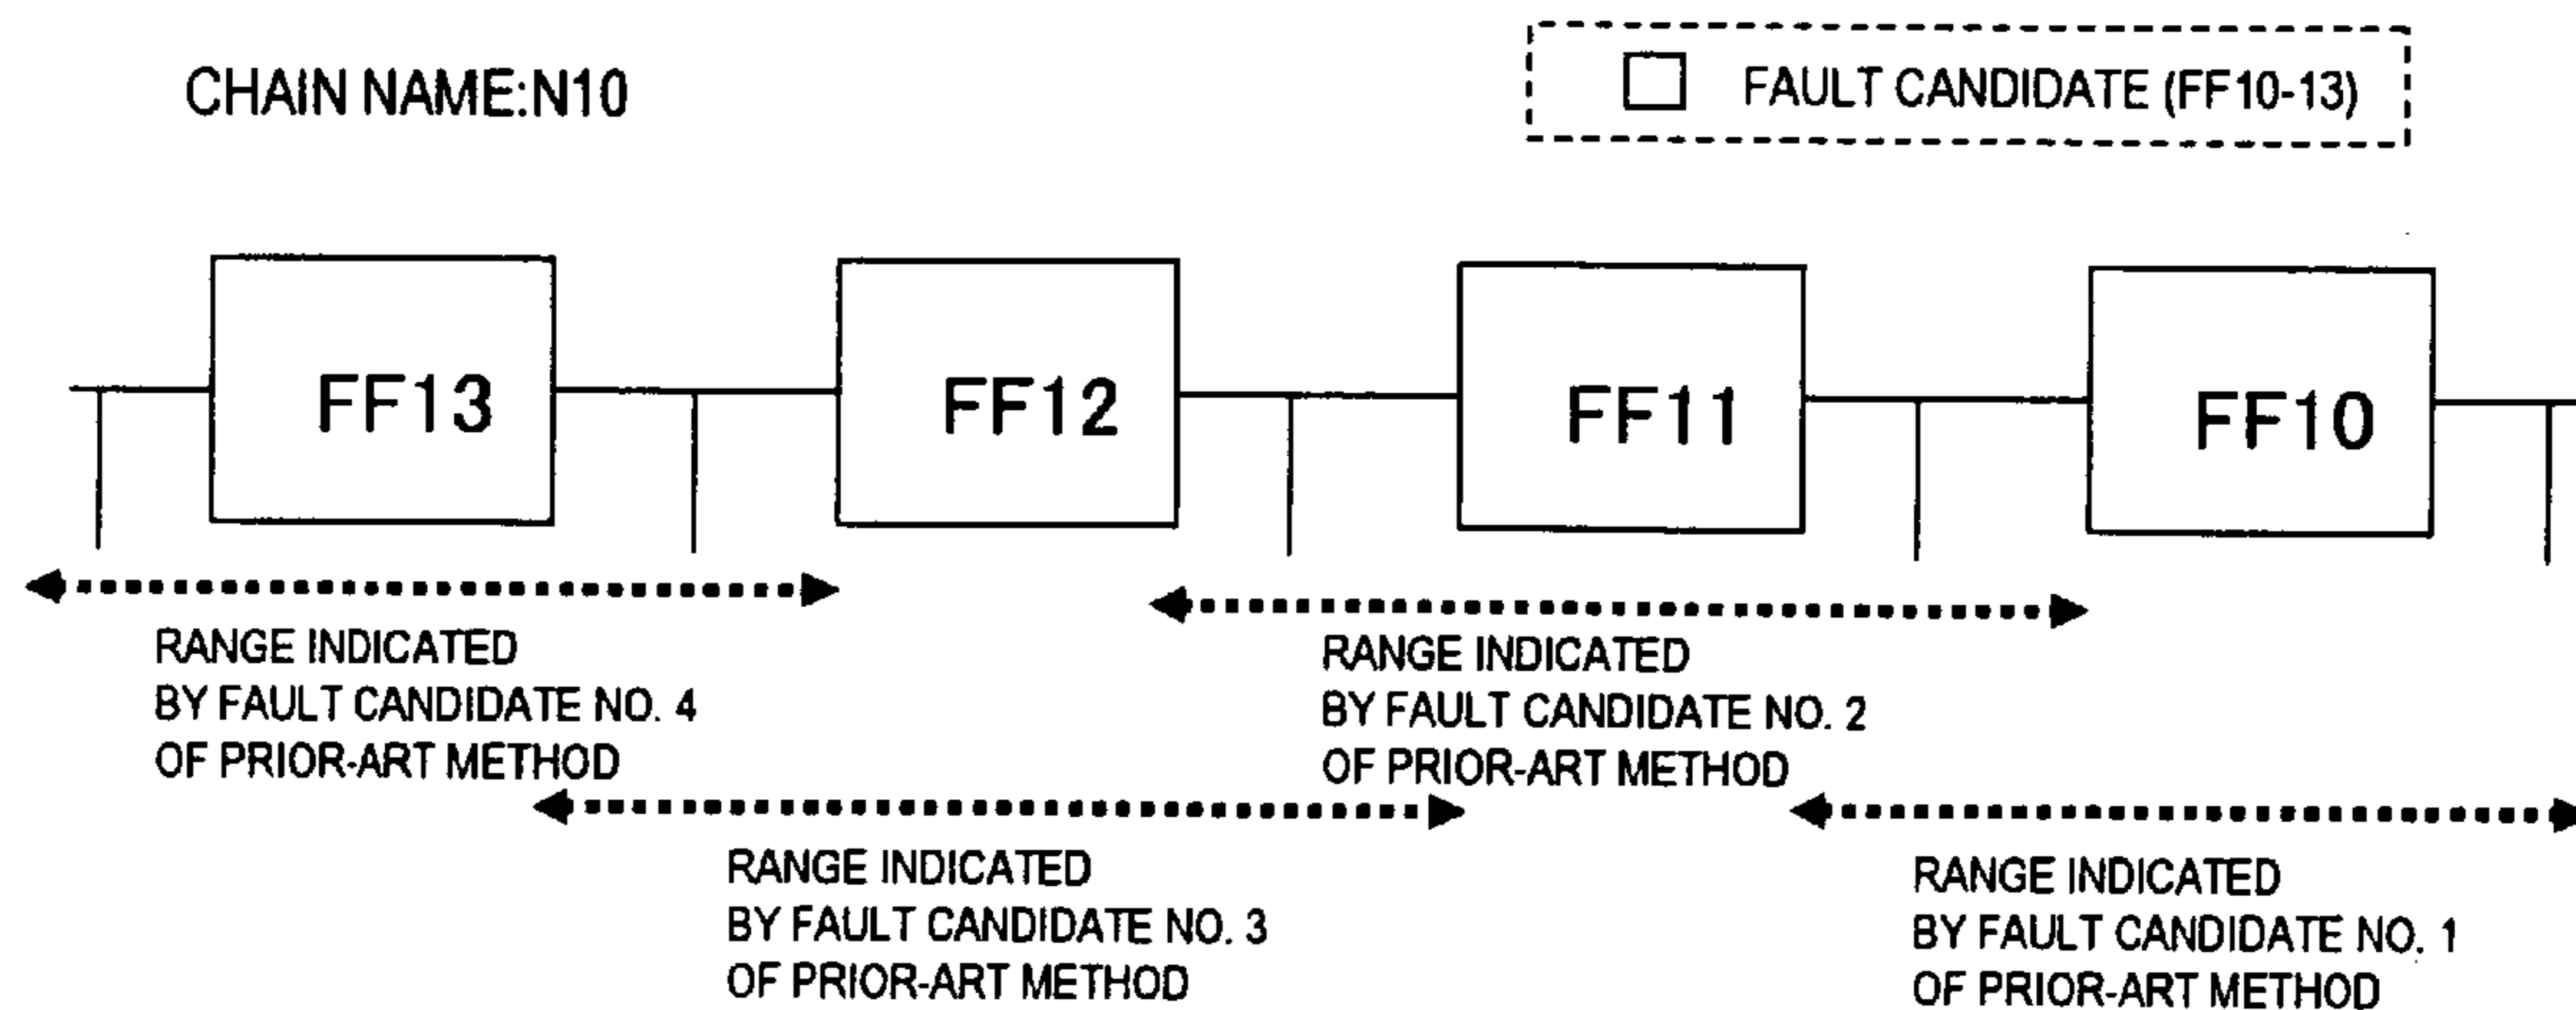 CHAIN NAME:N10
FAULT CANDIDATE (FF10-13)
FF13
FF12
FF11
FF10
RANGE INDICATED
BY FAULT CANDIDATE NO. 4
OF PRIOR-ART METHOD
RANGE INDICATED
BY FAULT CANDIDATE NO. 2
OF PRIOR-ART METHOD
RANGE INDICATED
BY FAULT CANDIDATE NO. 3
OF PRIOR-ART METHOD
RANGE INDICATED
BY FAULT CANDIDATE NO. 1
OF PRIOR-ART METHOD